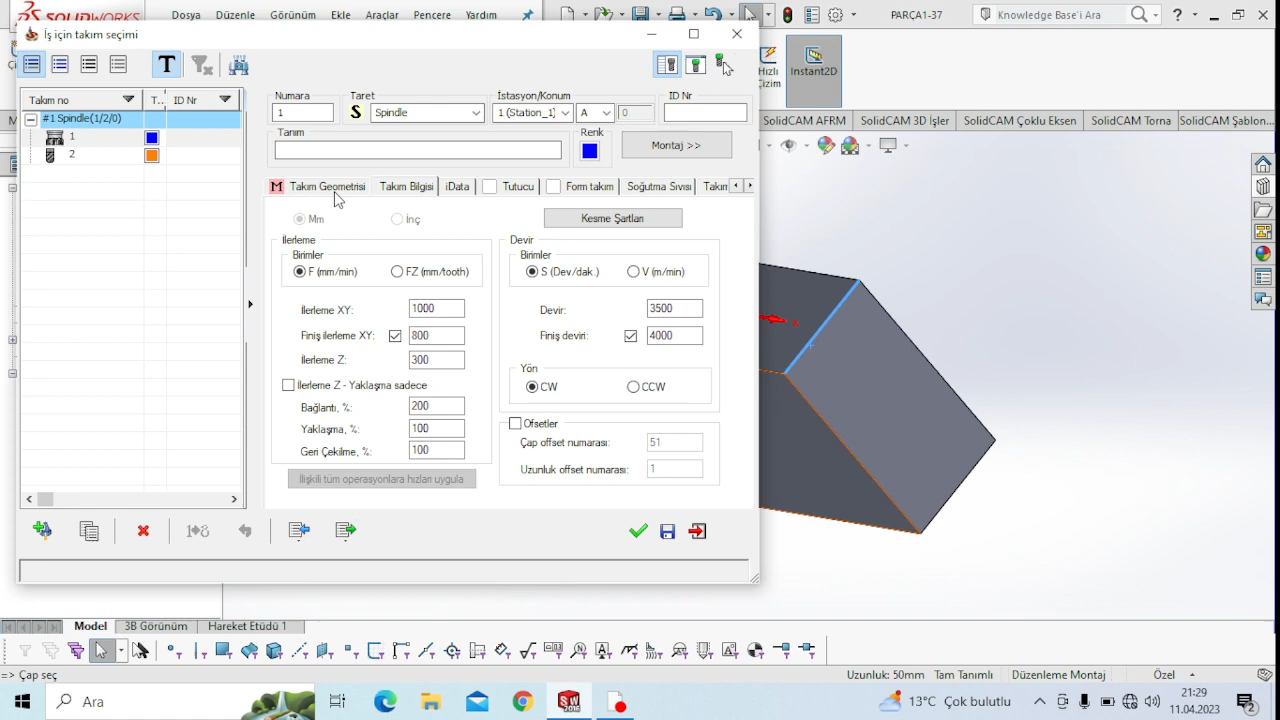 SOLIDWORKS
Dosya Düzenle Görünüm Ekle Araçlar Pencere Yardım
PARÇA1-37
Knowledge Base'i Ara
İş için takım seçimi
Hızlı
Çizim
Instant2D
SolidCAM AFRM
SolidCAM 3D İşler
SolidCAM Çoklu Eksen
SolidCAM Torna
SolidCAM Şablon...
Takım no T.. ID Nr
#1 Spindle(1/2/0)
1
2
Numara
1
Taret
S Spindle
İstasyon/Konum
1 (Station_1) A 0
ID Nr
Tanım
Renk
Montaj >>
M Takım Geometrisi
Takım Bilgisi
iData
Tutucu
Form takım
Soğutma Sıvısı
Takım
Mm
İnç
Kesme Şartları
İlerleme
Birimler
F (mm/min)
FZ (mm/tooth)
İlerleme XY: 1000
Finiş ilerleme XY: 800
İlerleme Z: 300
İlerleme Z - Yaklaşma sadece
Bağlantı, %: 200
Yaklaşma, %: 100
Geri Çekilme, %: 100
İlişkili tüm operasyonlara hızları uygula
Devir
Birimler
S (Dev/dak.)
V (m/min)
Devir: 3500
Finiş deviri: 4000
Yön
CW
CCW
Ofsetler
Çap offset numarası: 51
Uzunluk offset numarası: 1
Model
3B Görünüm
Hareket Etüdü 1
=> Çap seç
Uzunluk: 50mm Tam Tanımlı Düzenleme Montaj Özel
Ara
SW
2016
13°C Çok bulutlu
21:29
11.04.2023
2